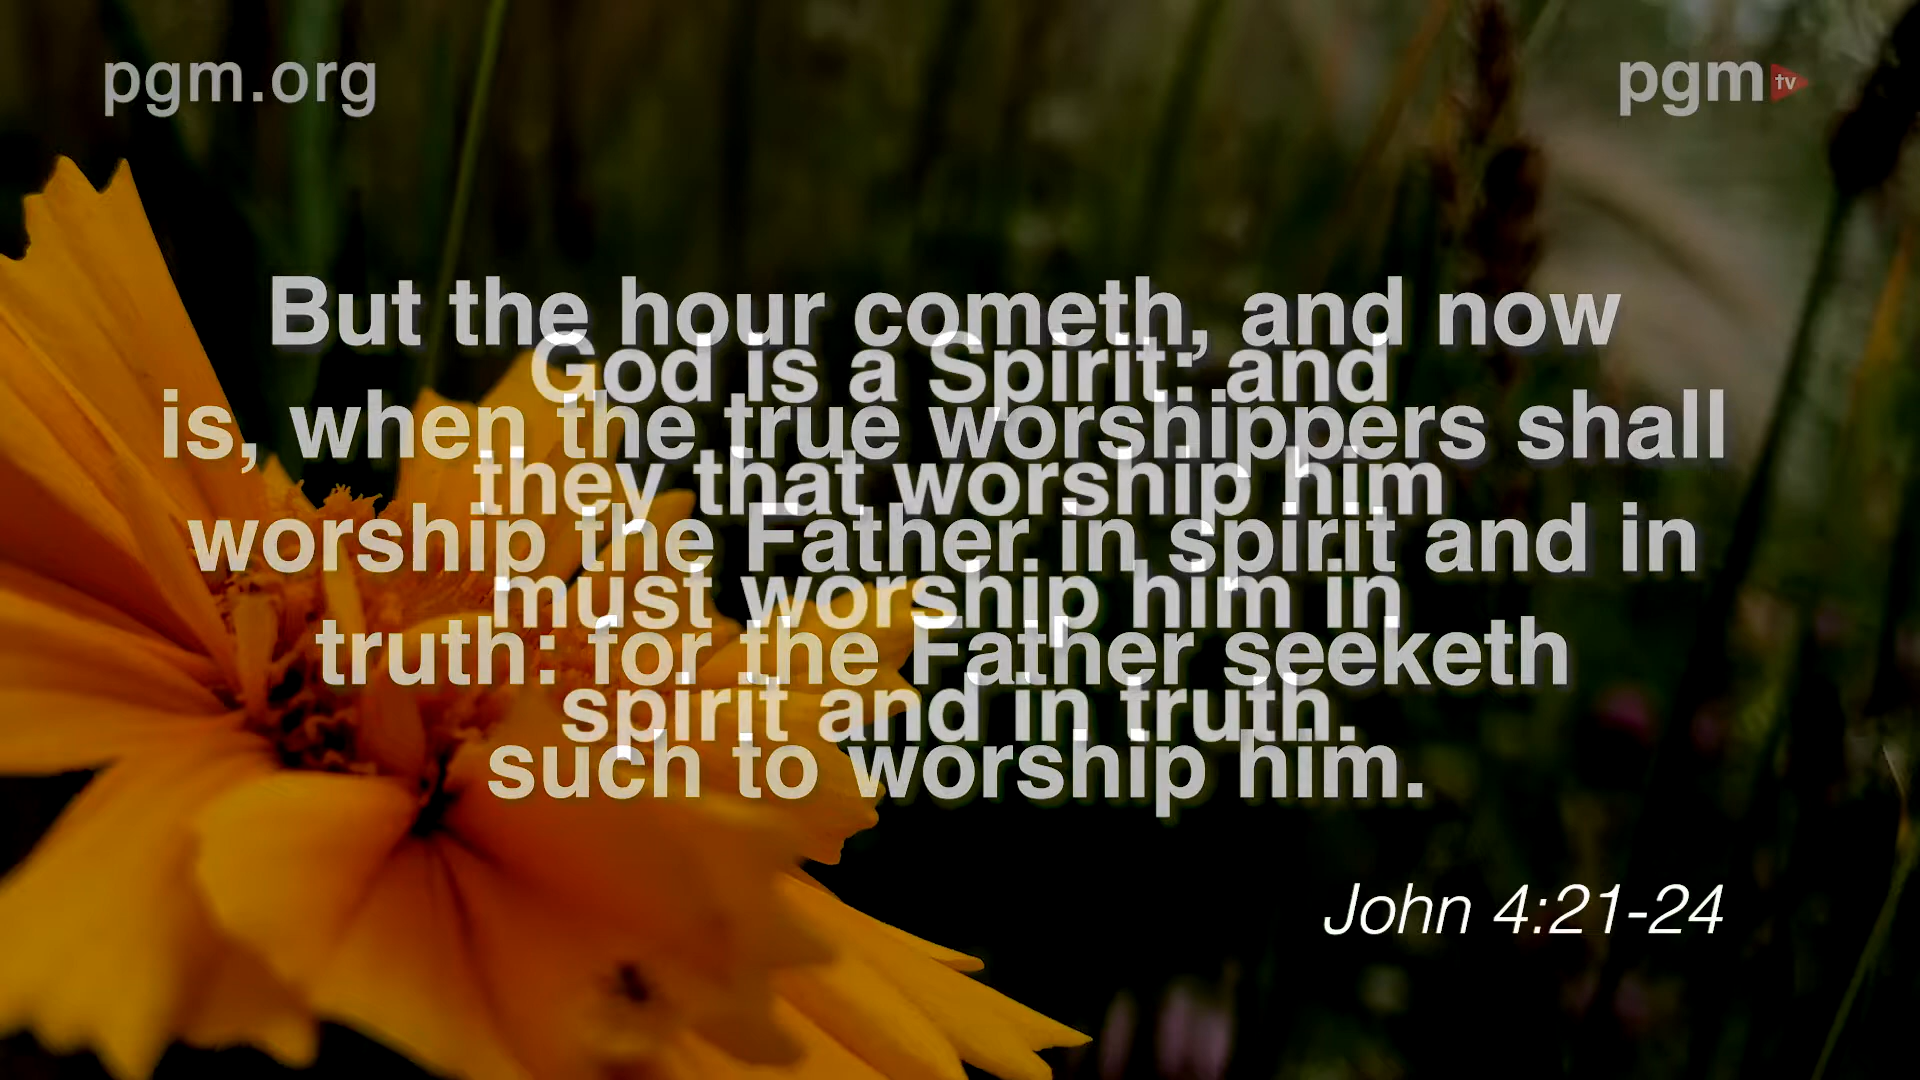 pgm.org
pgm tv
But the hour cometh, and now
is, when the true worshippers shall
worship the Father in spirit and in
truth: for the Father seeketh
such to worship him.
God is a Spirit: and
they that worship him
must worship him in
spirit and in truth.
John 4:21-24